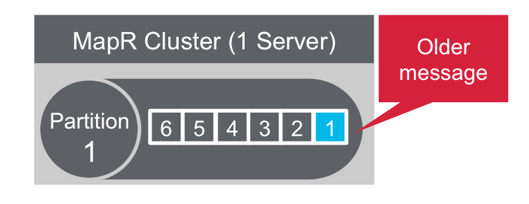 MapR Cluster (1 Server)
Older
message
Partition
1
6 5 4 3 2 1